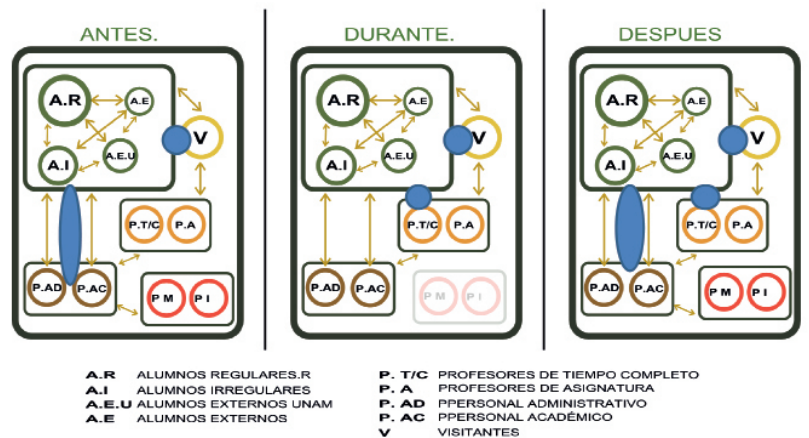 ANTES.
A.R
A.E
A.I
A.E.U
V
P.T/C
P.A
P.AD
P.AC
P M
P I
DURANTE.
A.R
A.E
A.I
A.E.U
V
P.T/C
P.A
P.AD
P.AC
P M
P I
DESPUES
A.R
A.E
A.I
A.E.U
V
P.T/C
P.A
P.AD
P.AC
P M
P I
A.R ALUMNOS REGULARES.R
A.I ALUMNOS IRREGULARES
A.E.U ALUMNOS EXTERNOS UNAM
A.E ALUMNOS EXTERNOS
P. T/C PROFESORES DE TIEMPO COMPLETO
P. A PROFESORES DE ASIGNATURA
P. AD PPERSONAL ADMINISTRATIVO
P. AC PPERSONAL ACADÉMICO
V VISITANTES